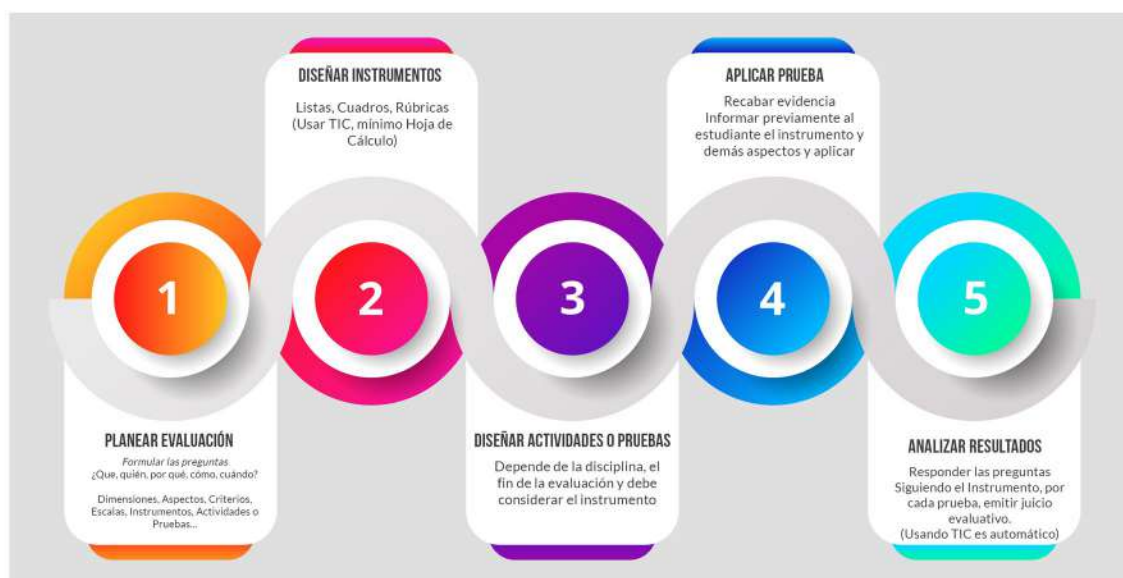 DISEÑAR INSTRUMENTOS
Listas, Cuadros, Rúbricas
(Usar TIC, mínimo Hoja de
Cálculo)
APLICAR PRUEBA
Recabar evidencia
Informar previamente al
estudiante el instrumento y
demás aspectos y aplicar
1
2
3
4
5
PLANEAR EVALUACIÓN
Formular las preguntas
¿Que, quién, por qué, cómo, cuándo?
Dimensiones, Aspectos, Criterios,
Escalas, Instrumentos, Actividades o
Pruebas...
DISEÑAR ACTIVIDADES O PRUEBAS
Depende de la disciplina, el
fin de la evaluación y debe
considerar el instrumento
ANALIZAR RESULTADOS
Responder las preguntas
Siguiendo el Instrumento, por
cada prueba, emitir juicio
evaluativo.
(Usando TIC es automático)